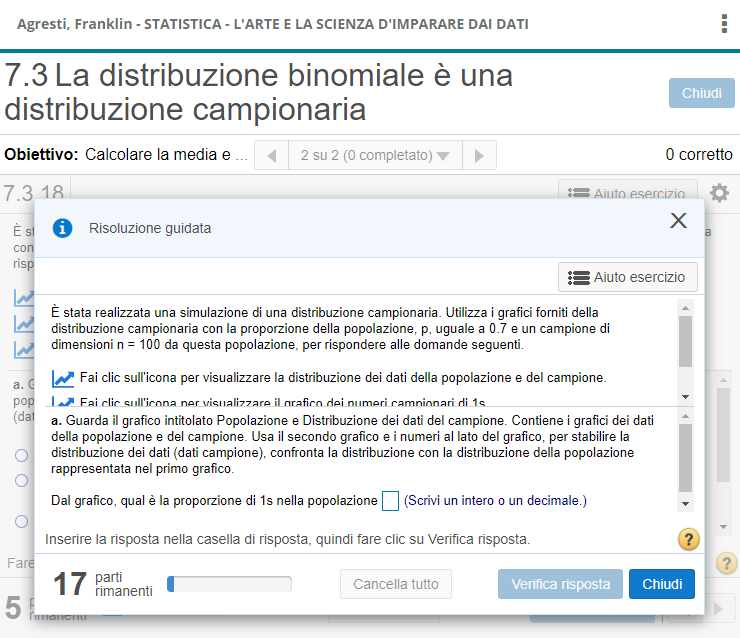 Agresti, Franklin - STATISTICA - L'ARTE E LA SCIENZA D'IMPARARE DAI DATI
7.3 La distribuzione binomiale è una
distribuzione campionaria
Chiudi
Obiettivo: Calcolare la media e ...
2 su 2 (0 completato)
0 corretto
7.3.18
Aiuto esercizio
Risoluzione guidata
Aiuto esercizio
È stata realizzata una simulazione di una distribuzione campionaria. Utilizza i grafici forniti della
distribuzione campionaria con la proporzione della popolazione, p, uguale a 0.7 e un campione di
dimensioni n = 100 da questa popolazione, per rispondere alle domande seguenti.
Fai clic sull'icona per visualizzare la distribuzione dei dati della popolazione e del campione.
Fai clic sull'icona per visualizzare il grafico dei numeri campionari di 1s
a. Guarda il grafico intitolato Popolazione e Distribuzione dei dati del campione. Contiene i grafici dei dati
della popolazione e del campione. Usa il secondo grafico e i numeri al lato del grafico, per stabilire la
distribuzione dei dati (dati campione), confronta la distribuzione con la distribuzione della popolazione
rappresentata nel primo grafico.
Dal grafico, qual è la proporzione di 1s nella popolazione (Scrivi un intero o un decimale.)
Inserire la risposta nella casella di risposta, quindi fare clic su Verifica risposta.
?
17 parti
rimanenti
Cancella tutto
Verifica risposta
Chiudi
?
5
rimanenti